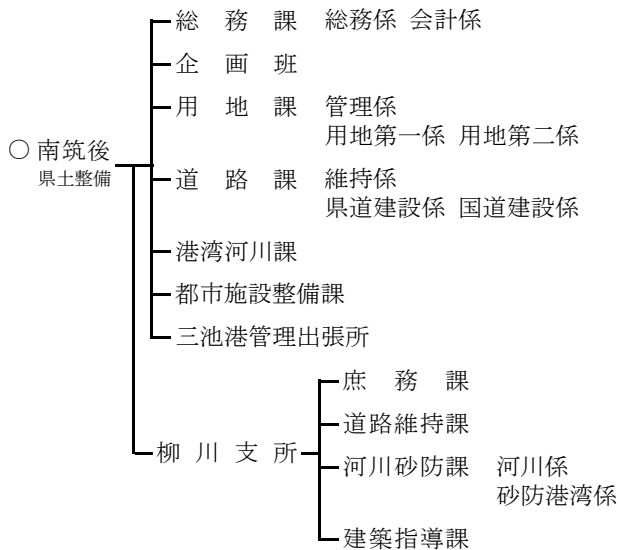 総務課 総務係 会計係
企画班
用地課 管理係
用地第一係 用地第二係
○南筑後
県土整備
道路課 維持係
県道建設係 国道建設係
港湾河川課
都市施設整備課
三池港管理出張所
柳川支所
庶務課
道路維持課
河川砂防課 河川係
砂防港湾係
建築指導課